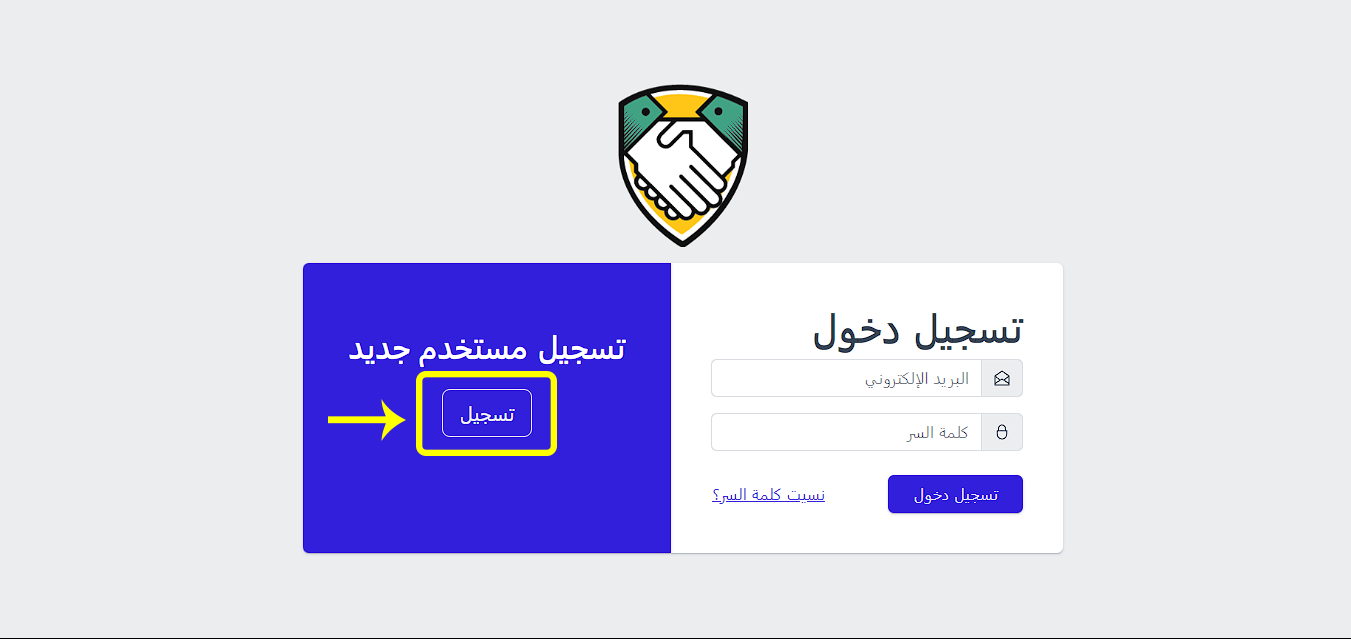 تسجيل دخول
البريد الإلكتروني
كلمة السر
تسجيل دخول
نسيت كلمة السر؟
تسجيل مستخدم جديد
تسجيل